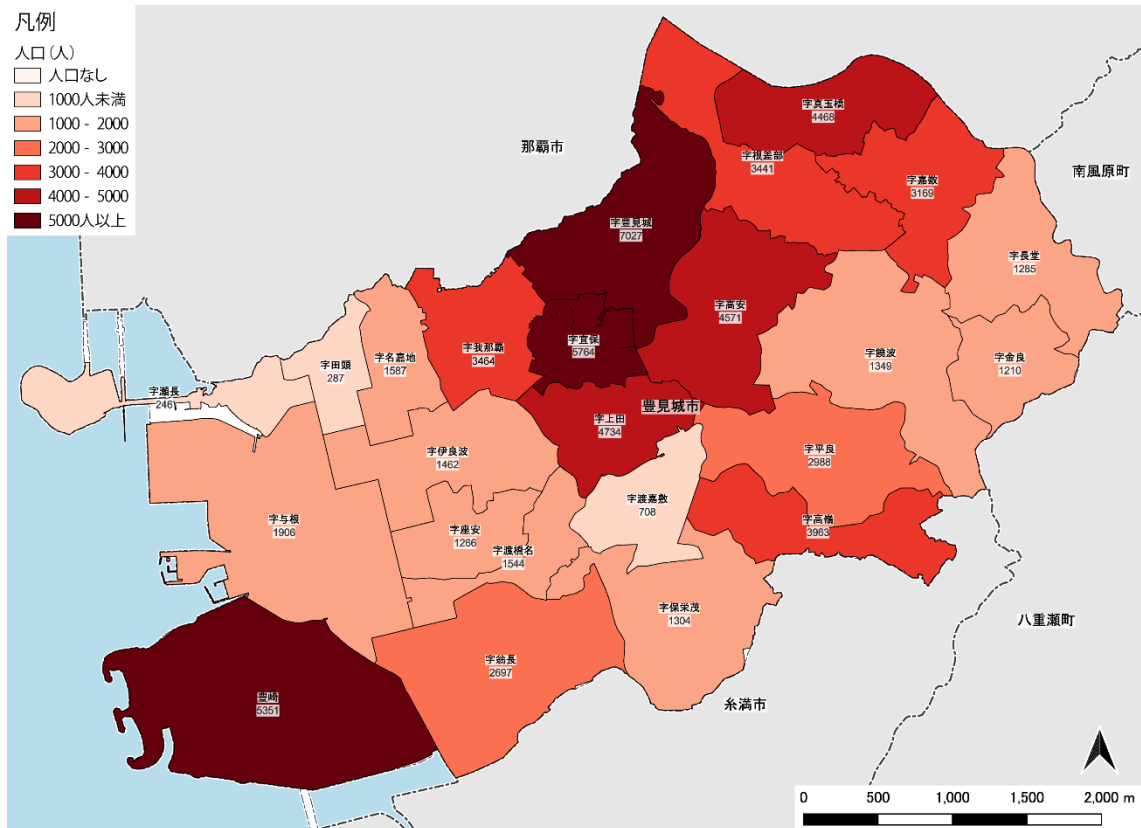 凡例
人口(人)
人口なし
1000人未満
1000 - 2000
2000 - 3000
3000 - 4000
4000 - 5000
5000人以上
那覇市
南風原町
字真玉橋
4468
字根差部
3441
字嘉数
3169
字豊見城
7027
字長堂
1285
字高安
4571
字宜保
5764
字我那覇
3464
字饒波
1349
字金良
1210
字田頭
287
字名嘉地
1587
字瀬長
246
豊見城市
字上田
4734
字伊良波
1462
字平良
2988
字渡嘉敷
708
字高嶺
3963
字与根
1906
字座安
1266
字渡橋名
1544
字保栄茂
1304
八重瀬町
字翁長
2697
豊崎
5351
糸満市
0 500 1,000 1,500 2,000 m